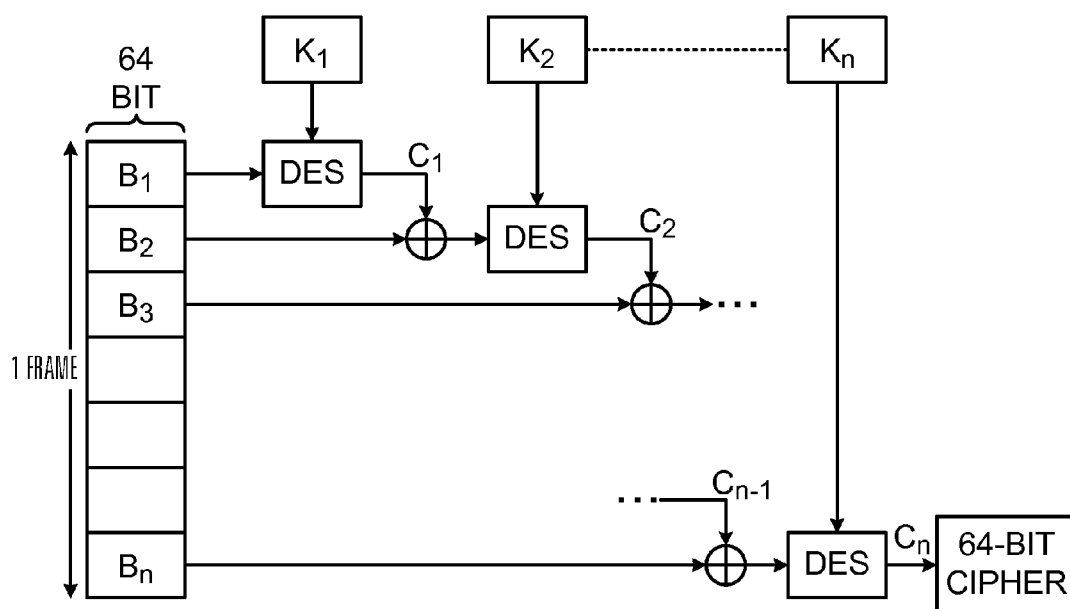 64
BIT
K1
K2
Kn
B1
DES
C1
B2
DES
C2
B3
...
1 FRAME
... Cn-1
Bn
DES
Cn
64-BIT
CIPHER